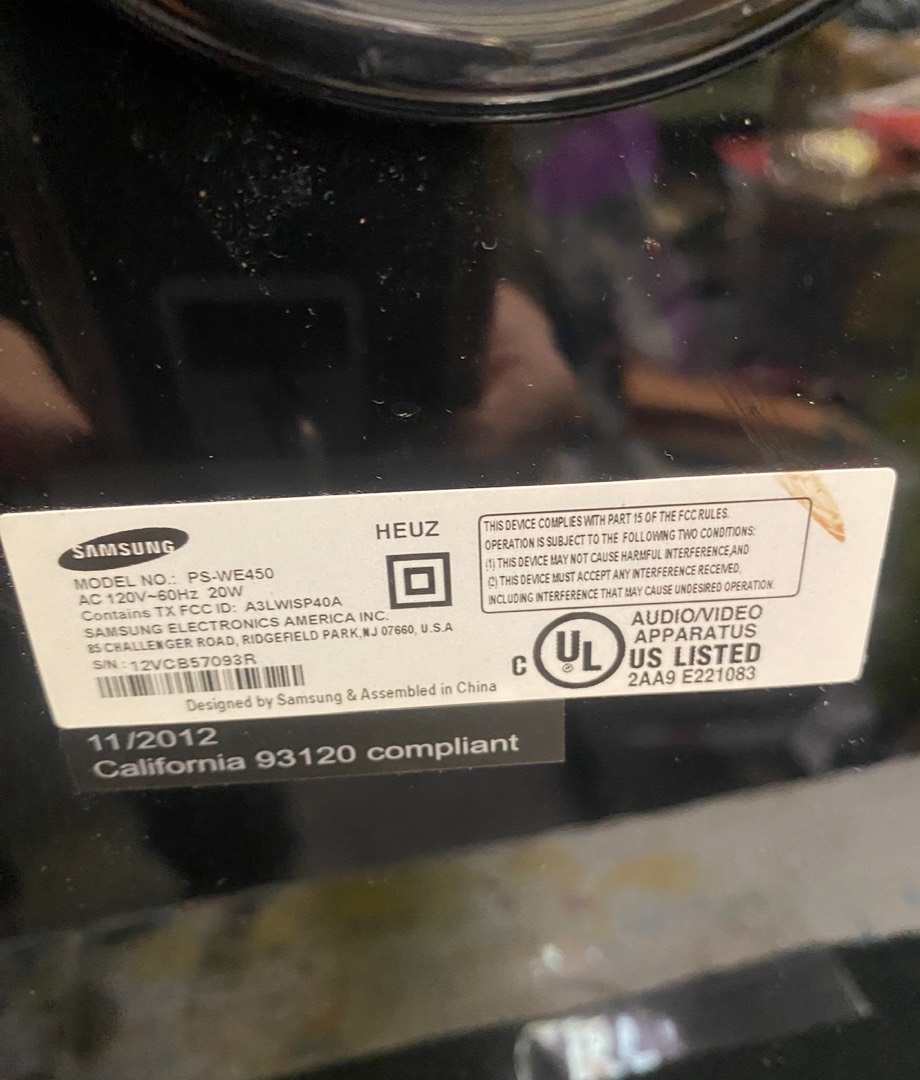 SAMSUNG
HEUZ
MODEL NO.: PS-WE450
AC 120V~60Hz 20W
Contains TX FCC ID: A3LWISP40A
SAMSUNG ELECTRONICS AMERICA INC.
85 CHALLENGER ROAD, RIDGEFIELD PARK,NJ 07660, U.S.A
S/N : 12VCB57093R
Designed by Samsung & Assembled in China
THIS DEVICE COMPLIES WITH PART 15 OF THE FCC RULES.
OPERATION IS SUBJECT TO THE FOLLOWING TWO CONDITIONS:
(1) THIS DEVICE MAY NOT CAUSE HARMFUL INTERFERENCE,AND
(2) THIS DEVICE MUST ACCEPT ANY INTERFERENCE RECEIVED,
INCLUDING INTERFERENCE THAT MAY CAUSE UNDESIRED OPERATION.
C UL ®
AUDIO/VIDEO
APPARATUS
US LISTED
2AA9 E221083
11/2012
California 93120 compliant